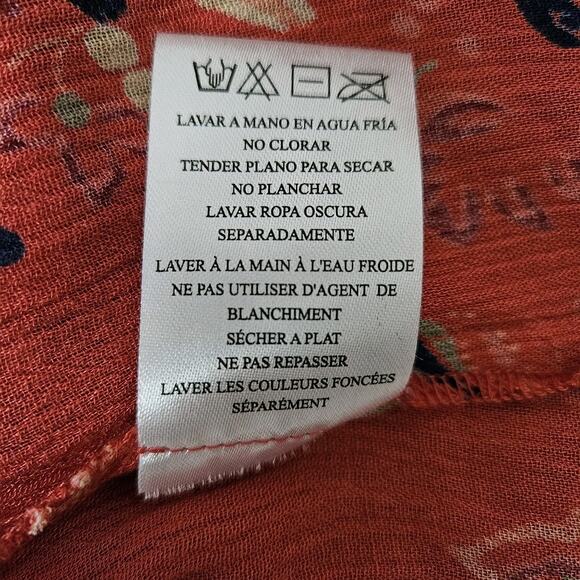 LAVAR A MANO EN AGUA FRÍA
NO CLORAR
TENDER PLANO PARA SECAR
NO PLANCHAR
LAVAR ROPA OSCURA
SEPARADAMENTE
LAVER À LA MAIN À L'EAU FROIDE
NE PAS UTILISER D'AGENT DE
BLANCHIMENT
SÉCHER A PLAT
NE PAS REPASSER
LAVER LES COULEURS FONCÉES
SÉPARÉMENT